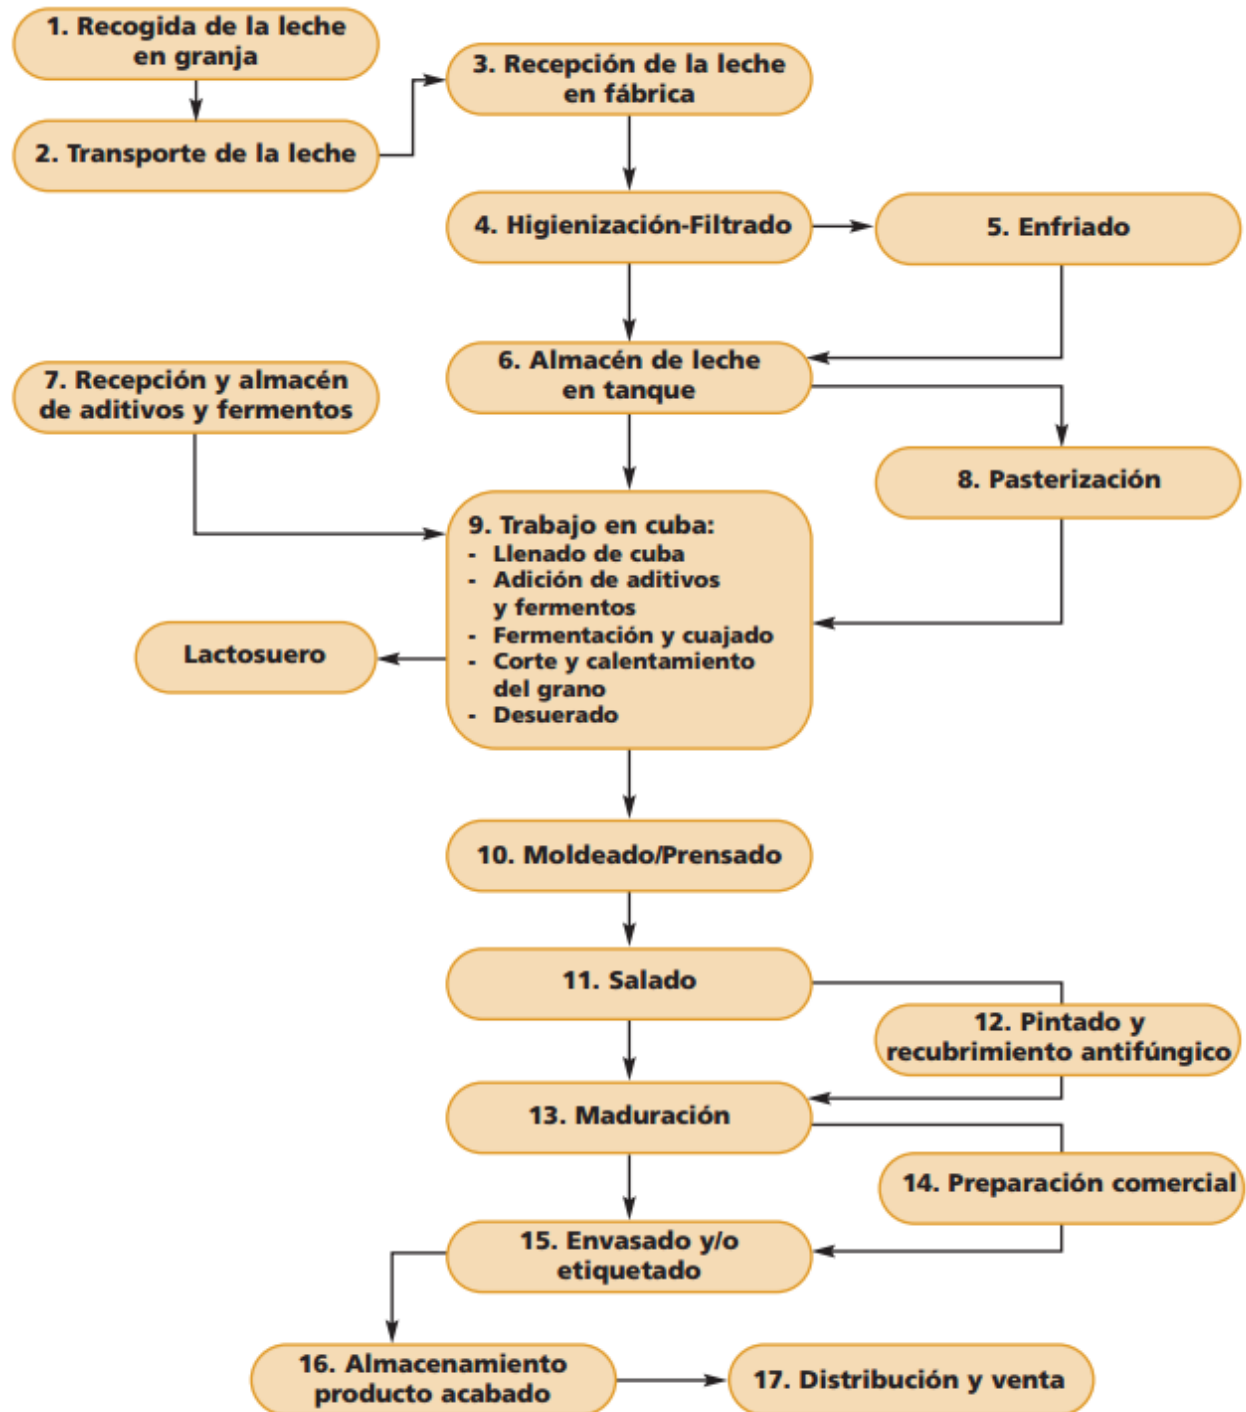 1. Recogida de la leche
en granja
2. Transporte de la leche
3. Recepción de la leche
en fábrica
4. Higienización-Filtrado
5. Enfriado
6. Almacén de leche
en tanque
7. Recepción y almacén
de aditivos y fermentos
8. Pasterización
9. Trabajo en cuba:
- Llenado de cuba
- Adición de aditivos
y fermentos
- Fermentación y cuajado
- Corte y calentamiento
del grano
- Desuerado
Lactosuero
10. Moldeado/Prensado
11. Salado
12. Pintado y
recubrimiento antifúngico
13. Maduración
14. Preparación comercial
15. Envasado y/o
etiquetado
16. Almacenamiento
producto acabado
17. Distribución y venta